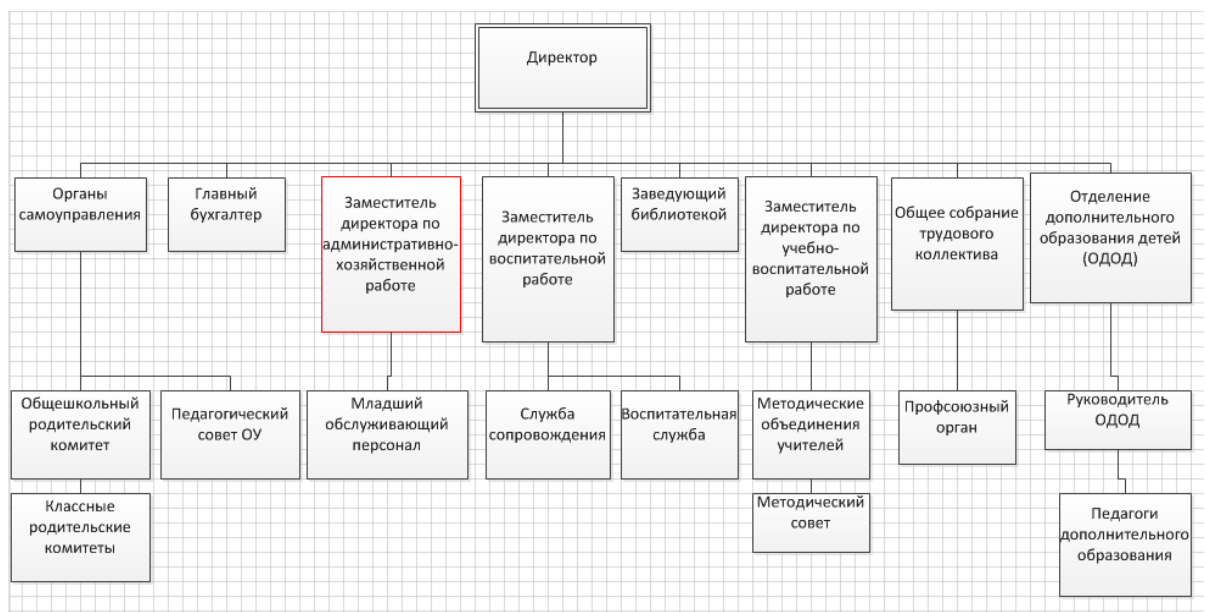 Директор
Органы
самоуправления
Главный
бухгалтер
Заместитель
директора по
административно-
хозяйственной
работе
Заместитель
директора по
воспитательной
работе
Заведующий
библиотекой
Заместитель
директора по
учебно-
воспитательной
работе
Общее собрание
трудового
коллектива
Отделение
дополнительного
образования детей
(ОДОД)
Общешкольный
родительский
комитет
Педагогический
совет ОУ
Младший
обслуживающий
персонал
Служба
сопровождения
Воспитательная
служба
Методические
объединения
учителей
Профсоюзный
орган
Руководитель
ОДОД
Классные
родительские
комитеты
Методический
совет
Педагоги
дополнительного
образования